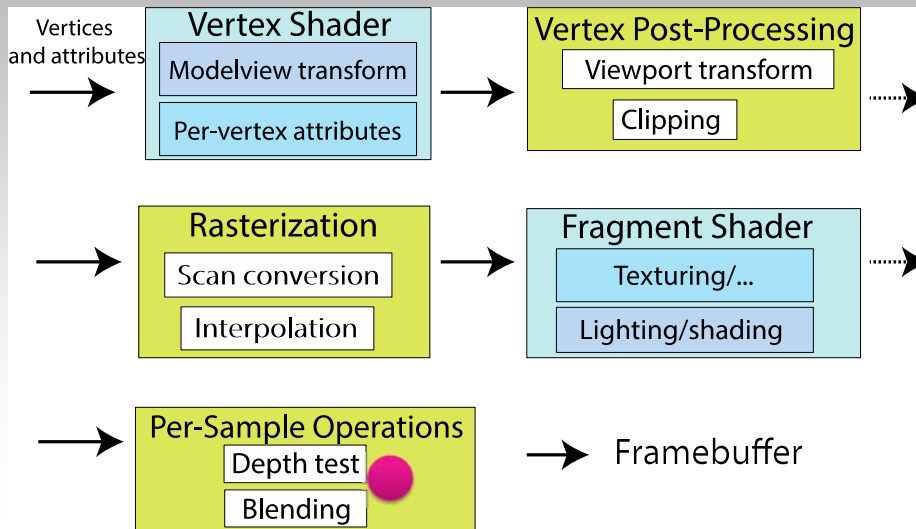 Vertices
and attributes
Vertex Shader
Modelview transform
Per-vertex attributes
Vertex Post-Processing
Viewport transform
Clipping
Rasterization
Scan conversion
Interpolation
Fragment Shader
Texturing/...
Lighting/shading
Per-Sample Operations
Depth test
Blending
Framebuffer